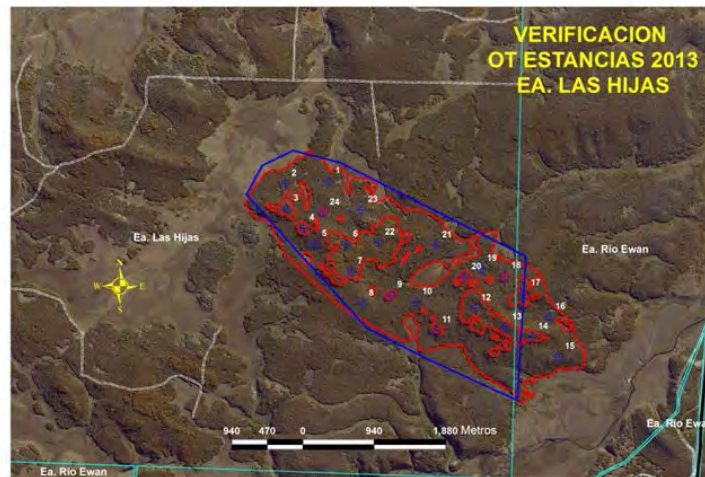 VERIFICACION
OT ESTANCIAS 2013
EA. LAS HIJAS
1
2
24
3
23
4
5
6
22
21
Ea. Las Hijas
Ea. Rio Ewan
7
19
20
18
17
9
8
10
12
16
13
11
14
15
N
W E
S
940 470 0 940 1,880 Metros
Ea. Rio Ewa
Ea. Rio Ewan